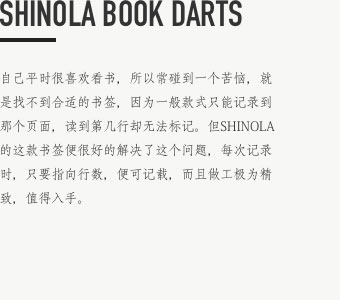 SHINOLA BOOK DARTS
自己平时很喜欢看书，所以常碰到一个苦恼，就
是找不到合适的书签，因为一般款式只能记录到
那个页面，读到第几行却无法标记。但SHINOLA
的这款书签便很好的解决了这个问题，每次记录
时，只要指向行数，便可记载，而且做工极为精
致，值得入手。